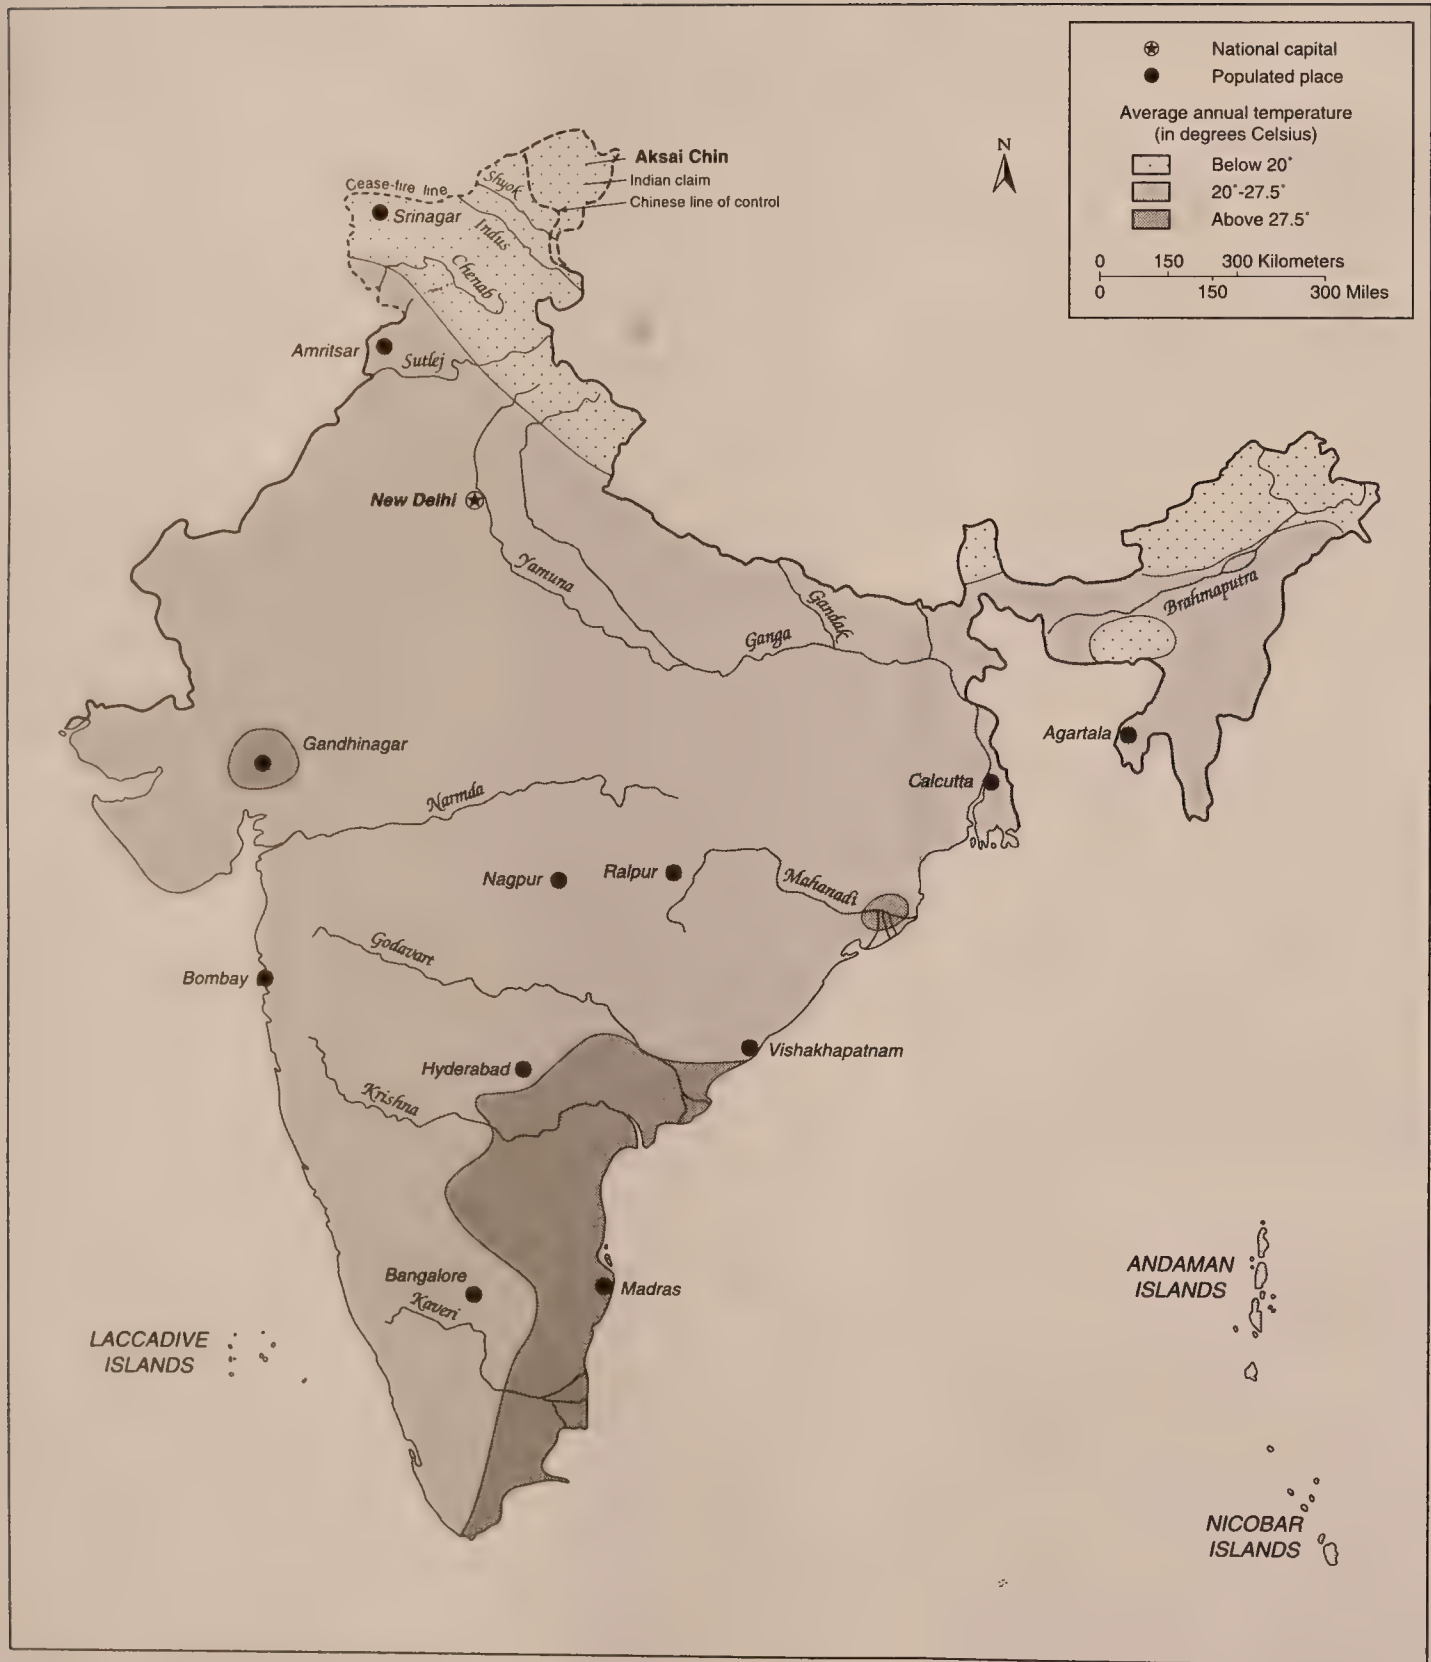 National capital
Populated place
Average annual temperature
(in degrees Celsius)
Below 20°
20°-27.5°
Above 27.5°
0 150 300 Kilometers
0 150 300 Miles
N
Aksai Chin
Indian claim
Chinese line of control
Cease-fire line
Shyok
Srinagar
Indus
Chenab
Amritsar
Sutlej
New Delhi
Yamuna
Gandak
Ganga
Brahmaputra
Gandhinagar
Agartala
Calcutta
Narmda
Nagpur
Raipur
Mahanadi
Godavari
Bombay
Vishakhapatnam
Hyderabad
Krishna
Bangalore
Kaveri
Madras
ANDAMAN
ISLANDS
LACCADIVE
ISLANDS
NICOBAR
ISLANDS